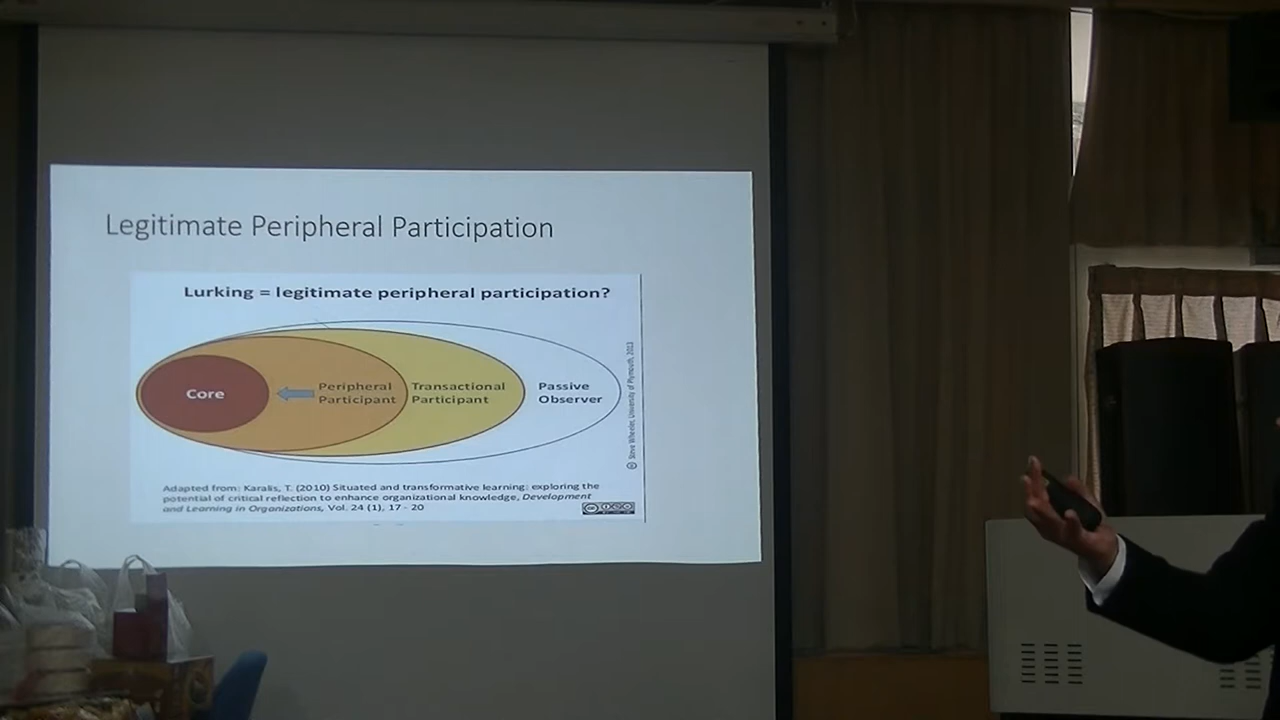 Legitimate Peripheral Participation
Lurking = legitimate peripheral participation?
Core
Peripheral
Participant
Transactional
Participant
Passive
Observer
© Steve Wheeler, University of Plymouth, 2013
Adapted from: Karalis, T. (2010) Situated and transformative learning: exploring the
potential of critical reflection to enhance organizational knowledge, Development
and Learning in Organizations, Vol. 24 (1), 17 - 20